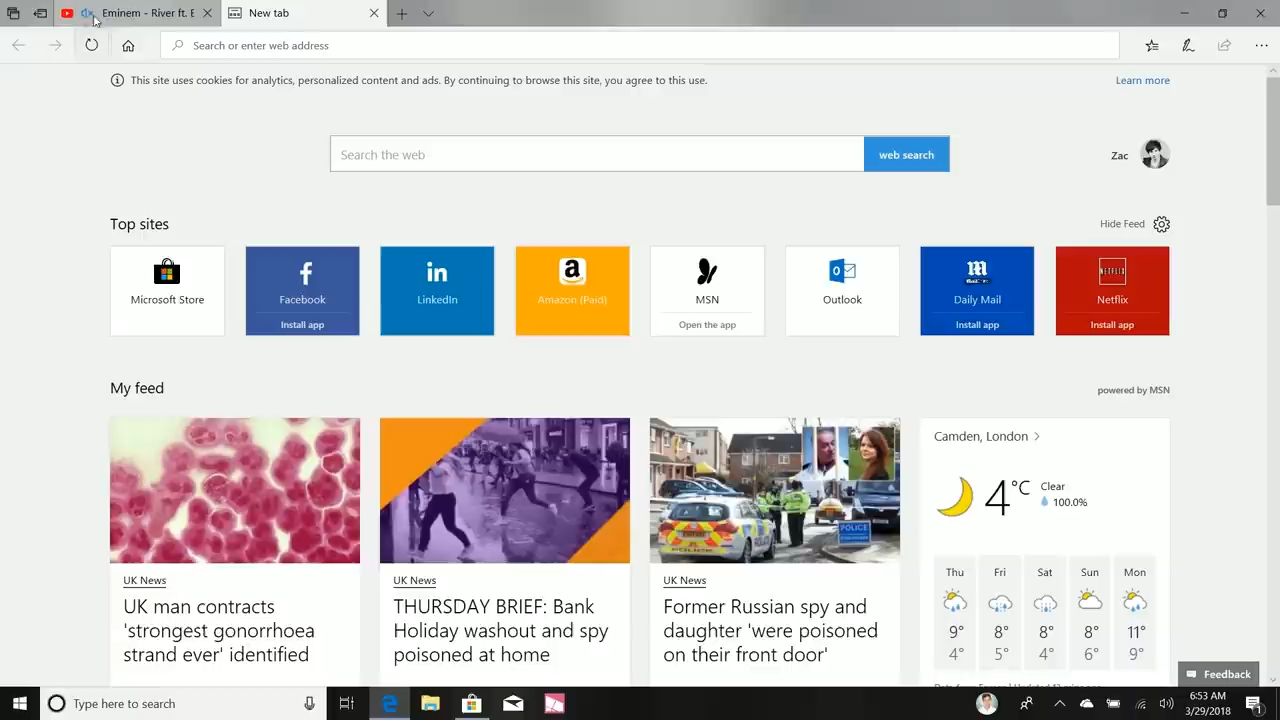 Eminem - River ft. E
New tab
Search or enter web address
This site uses cookies for analytics, personalized content and ads. By continuing to browse this site, you agree to this use.
Learn more
Search the web
web search
Zac
Top sites
Hide Feed
Microsoft Store
Facebook
Install app
LinkedIn
a
Amazon (Paid)
MSN
Open the app
Outlook
Daily Mail
Install app
NETFLIX
Netflix
Install app
My feed
powered by MSN
POLICE
Camden, London
4°C
Clear
100.0%
Thu
Fri
Sat
Sun
Mon
9°
8°
8°
8°
11°
4°
5°
4°
6°
9°
UK News
UK man contracts
'strongest gonorrhoea
strand ever' identified
UK News
THURSDAY BRIEF: Bank
Holiday washout and spy
poisoned at home
UK News
Former Russian spy and
daughter 'were poisoned
on their front door'
Feedback
Type here to search
6:53 AM
3/29/2018